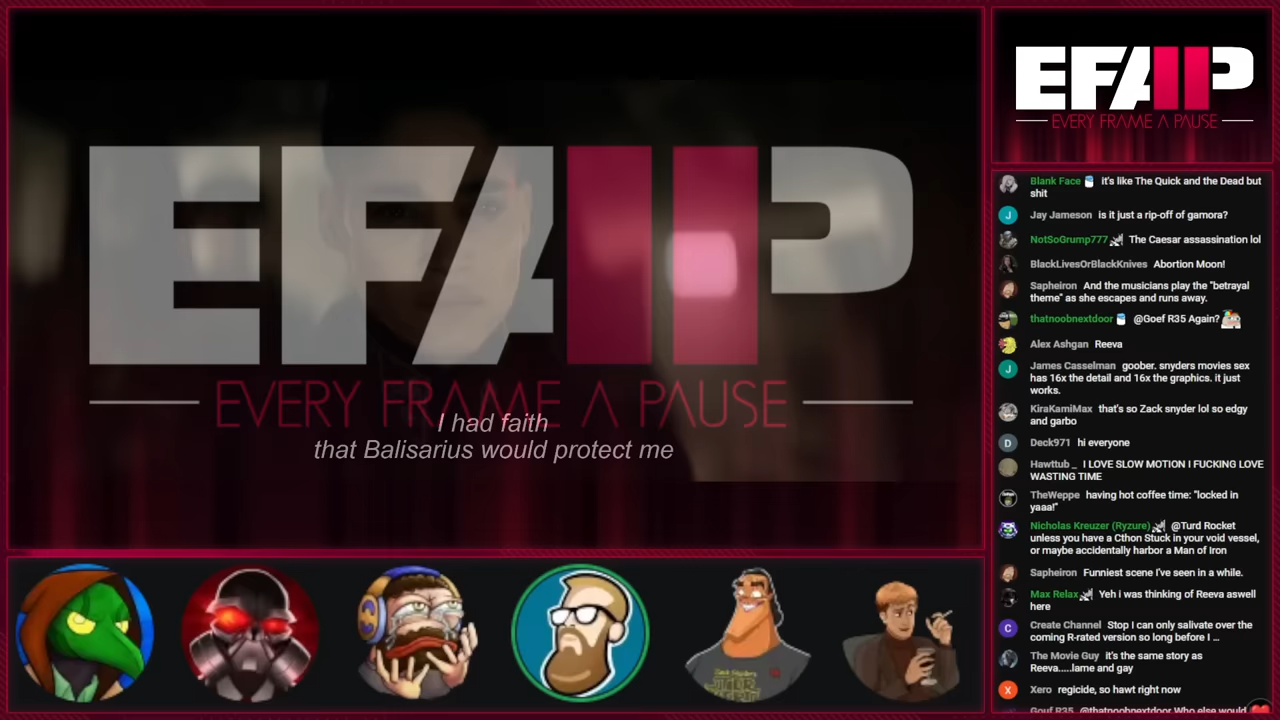 EFAP
EVERY FRAME A PAUSE
I had faith
that Balisarius would protect me
Zack Snyder's
EFAP
EVERY FRAME A PAUSE
Blank Face it's like The Quick and the Dead but
shit
Jay Jameson is it just a rip-off of gamora?
NotSoGrump777 The Caesar assassination lol
BlackLivesOrBlackKnives Abortion Moon!
Sapheiron And the musicians play the "betrayal
theme" as she escapes and runs away.
thatnoobnextdoor @Goef R35 Again?
Alex Ashgan Reeva
J
James Casselman goober. snyders movies sex
has 16x the detail and 16x the graphics. it just
works.
KiraKamiMax that's so Zack snyder lol so edgy
and garbo
D
Deck971 hi everyone
Hawttub _ I LOVE SLOW MOTION I FUCKING LOVE
WASTING TIME
TheWeppe having hot coffee time: "locked in
yaaa!"
Nicholas Kreuzer (Ryzure) @Turd Rocket
unless you have a Cthon Stuck in your void vessel,
or maybe accidentally harbor a Man of Iron
Sapheiron Funniest scene I've seen in a while.
Max Relax Yeh i was thinking of Reeva aswell
here
C
Create Channel Stop I can only salivate over the
coming R-rated version so long before I ...
The Movie Guy it's the same story as
Reeva.....lame and gay
X
Xero regicide, so hawt right now
Gouf R35 @thatnoobnextdoor Who else would